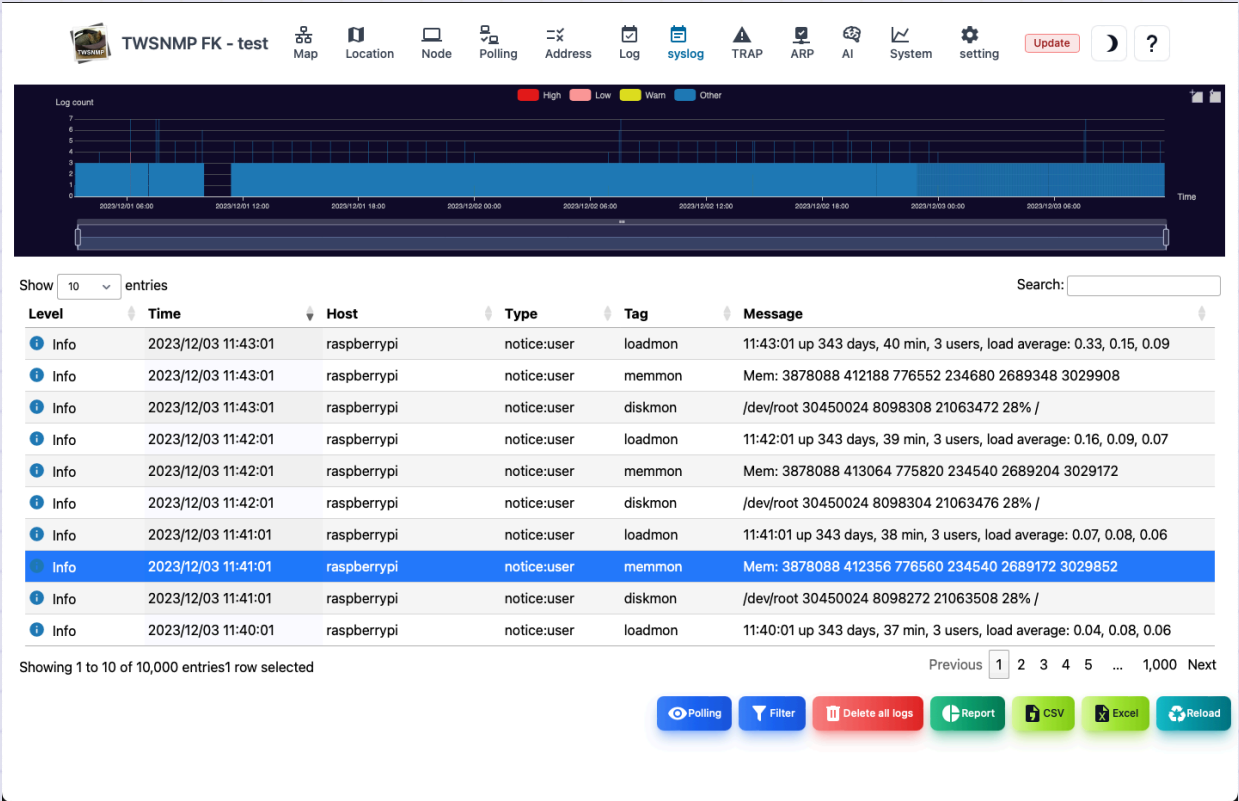 TWSNMP
TWSNMP FK - test
Map Location Node Polling Address Log syslog TRAP ARP AI System setting
Update
?
High Low Warn Other
Log count
7
6
5
4
3
2
1
0
2023/12/01 06:00 2023/12/01 12:00 2023/12/01 18:00 2023/12/02 00:00 2023/12/02 06:00 2023/12/02 12:00 2023/12/02 18:00 2023/12/03 00:00 2023/12/03 06:00
Time
Show 10 entries
Search:
Level Time Host Type Tag Message
Info 2023/12/03 11:43:01 raspberrypi notice:user loadmon 11:43:01 up 343 days, 40 min, 3 users, load average: 0.33, 0.15, 0.09
Info 2023/12/03 11:43:01 raspberrypi notice:user memmon Mem: 3878088 412188 776552 234680 2689348 3029908
Info 2023/12/03 11:43:01 raspberrypi notice:user diskmon /dev/root 30450024 8098308 21063472 28% /
Info 2023/12/03 11:42:01 raspberrypi notice:user loadmon 11:42:01 up 343 days, 39 min, 3 users, load average: 0.16, 0.09, 0.07
Info 2023/12/03 11:42:01 raspberrypi notice:user memmon Mem: 3878088 413064 775820 234540 2689204 3029172
Info 2023/12/03 11:42:01 raspberrypi notice:user diskmon /dev/root 30450024 8098304 21063476 28% /
Info 2023/12/03 11:41:01 raspberrypi notice:user loadmon 11:41:01 up 343 days, 38 min, 3 users, load average: 0.07, 0.08, 0.06
Info 2023/12/03 11:41:01 raspberrypi notice:user memmon Mem: 3878088 412356 776560 234540 2689172 3029852
Info 2023/12/03 11:41:01 raspberrypi notice:user diskmon /dev/root 30450024 8098272 21063508 28% /
Info 2023/12/03 11:40:01 raspberrypi notice:user loadmon 11:40:01 up 343 days, 37 min, 3 users, load average: 0.04, 0.08, 0.06
Showing 1 to 10 of 10,000 entries1 row selected
Previous 1 2 3 4 5 ... 1,000 Next
Polling Filter Delete all logs Report CSV Excel Reload